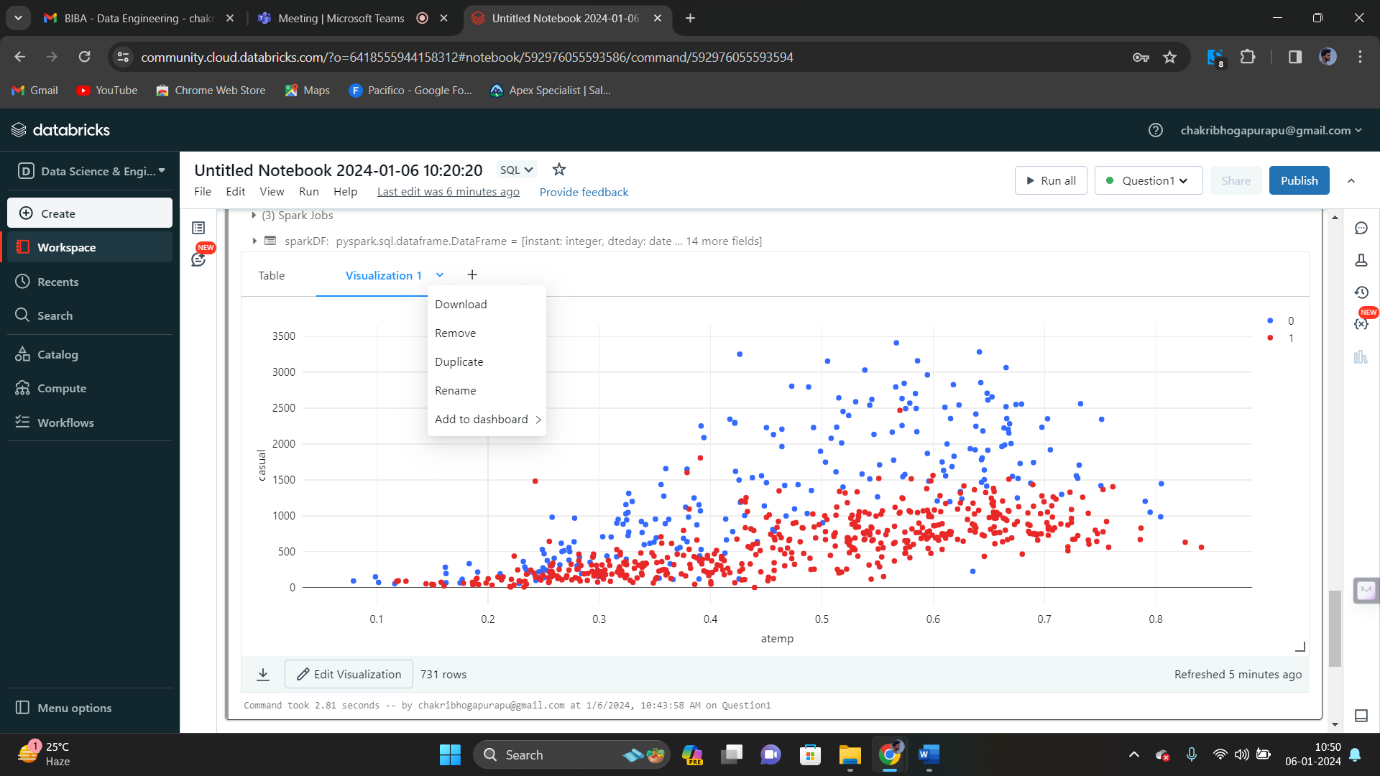 BIBA - Data Engineering - chak
Meeting | Microsoft Teams
Untitled Notebook 2024-01-06
community.cloud.databricks.com/?o=6418555944158312#notebook/592976055593586/command/592976055593594
8
Gmail
YouTube
Chrome Web Store
Maps
Pacifico - Google Fo...
Apex Specialist | Sal...
databricks
chakribhogapurapu@gmail.com
D Data Science & Engi...
Create
Workspace
Recents
Search
Catalog
Compute
Workflows
Menu options
Untitled Notebook 2024-01-06 10:20:20
SQL
File
Edit
View
Run
Help
Last edit was 6 minutes ago
Provide feedback
Run all
Question1
Share
Publish
NEW
NEW
(3) Spark Jobs
sparkDF: pyspark.sql.dataframe.DataFrame = [instant: integer, dteday: date ... 14 more fields]
Table
Visualization 1
Download
Remove
Duplicate
Rename
Add to dashboard
0
1
3500
3000
2500
2000
1500
1000
500
0
casual
0.1
0.2
0.3
0.4
0.5
0.6
0.7
0.8
atemp
Edit Visualization
731 rows
Refreshed 5 minutes ago
Command took 2.81 seconds -- by chakribhogapurapu@gmail.com at 1/6/2024, 10:43:58 AM on Question1
1
25°C
Haze
Search
PRE
10:50
06-01-2024